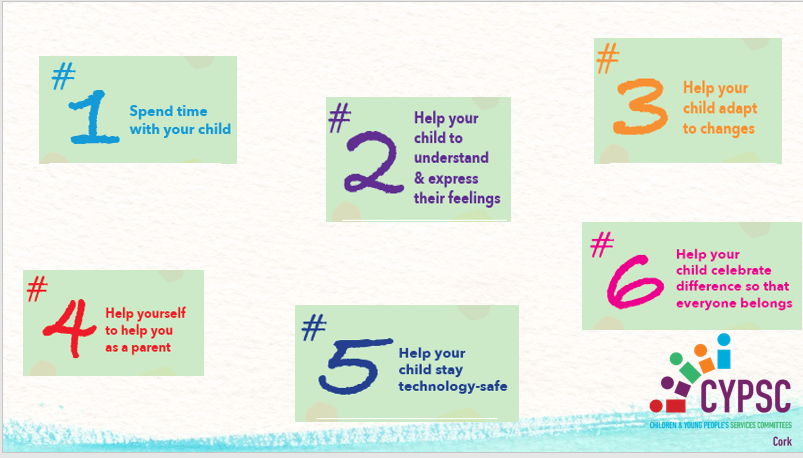 #1
Spend time
with your child
#2
Help your
child to
understand
& express
their feelings
#3
Help your
child adapt
to changes
#4
Help yourself
to help you
as a parent
#5
Help your
child stay
technology-safe
#6
Help your
child celebrate
difference so that
everyone belongs
CYPSC
CHILDREN & YOUNG PEOPLE'S SERVICES COMMITTEES
Cork